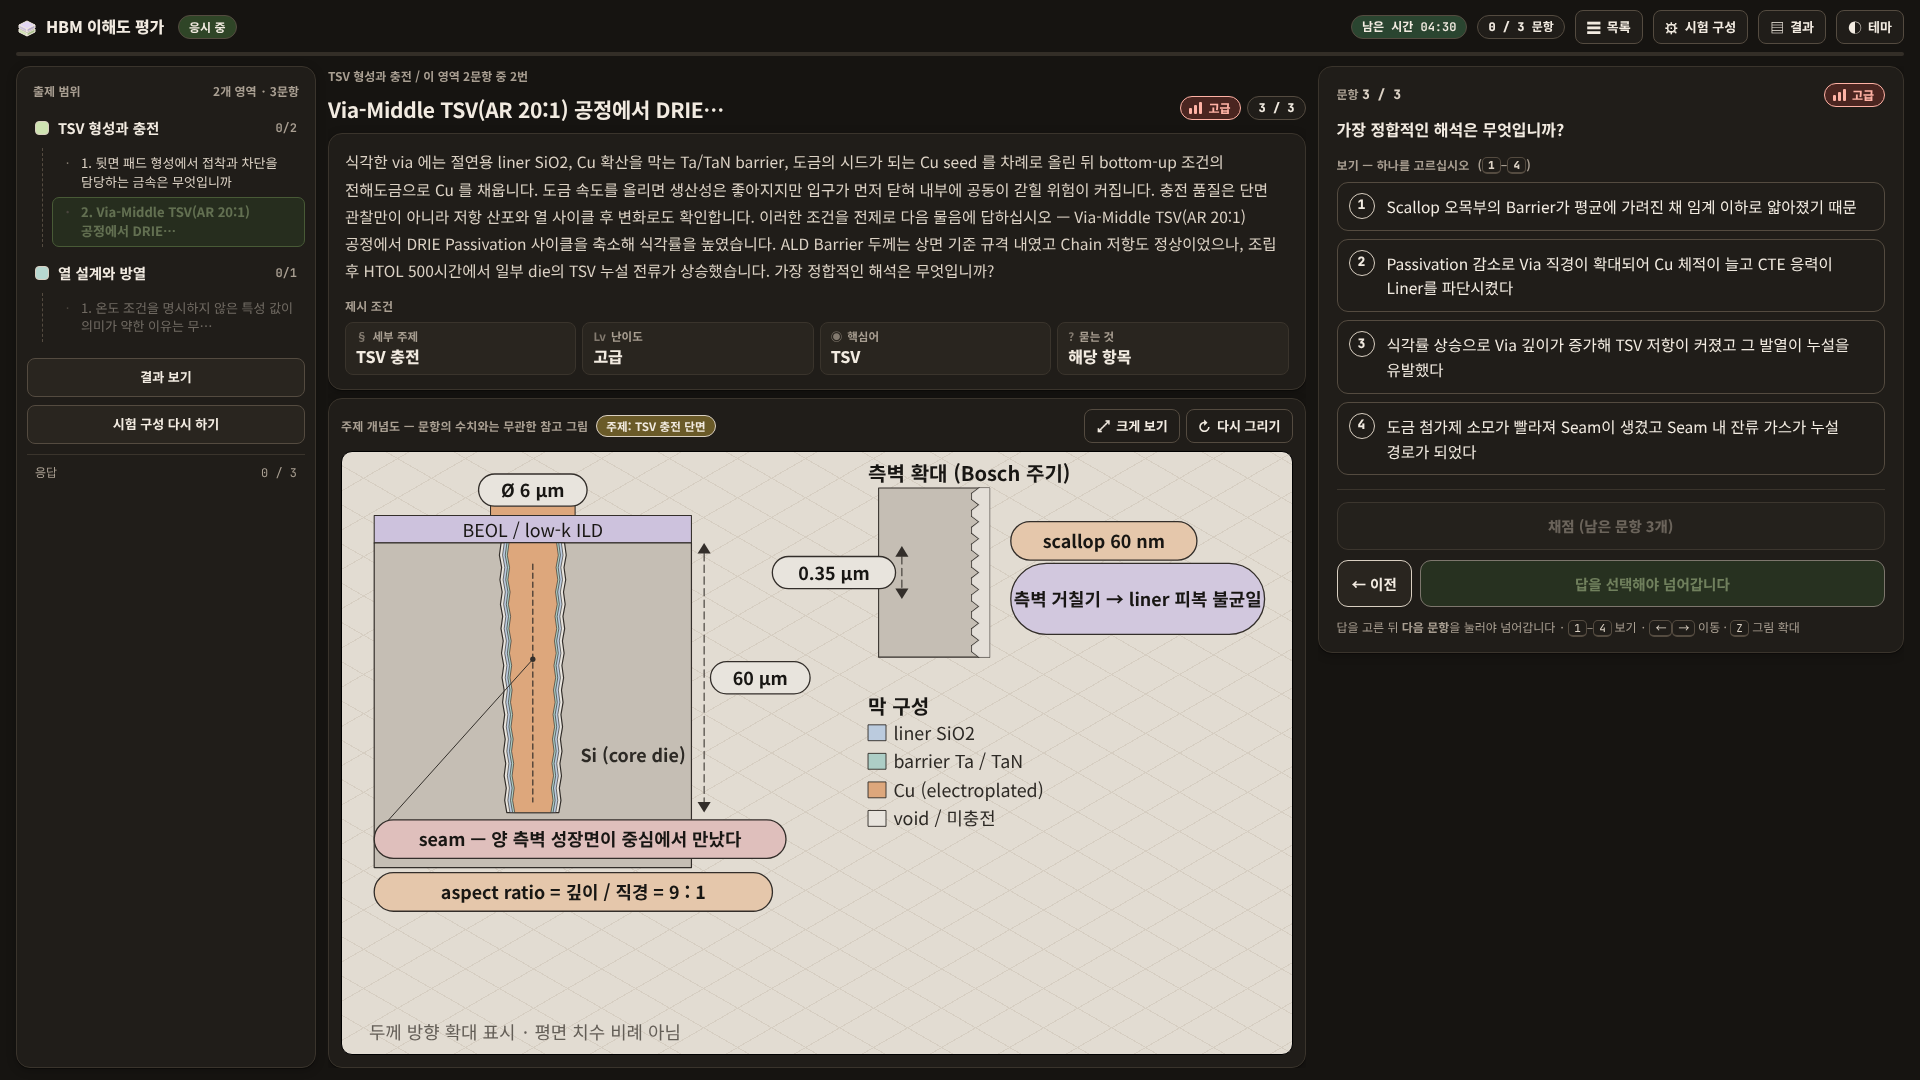 HBM 이해도 평가
응시 중
남은 시간 04:30
0 / 3 문항
목록
시험 구성
결과
테마
출제 범위
2개 영역 · 3문항
TSV 형성과 충전
0/2
· 1. 뒷면 패드 형성에서 접착과 차단을
담당하는 금속은 무엇입니까
· 2. Via-Middle TSV(AR 20:1)
공정에서 DRIE⋯
열 설계와 방열
0/1
· 1. 온도 조건을 명시하지 않은 특성 값이
의미가 약한 이유는 무⋯
결과 보기
시험 구성 다시 하기
응답
0 / 3
TSV 형성과 충전 / 이 영역 2문항 중 2번
Via-Middle TSV(AR 20:1) 공정에서 DRIE⋯
고급
3 / 3
식각한 via 에는 절연용 liner SiO2, Cu 확산을 막는 Ta/TaN barrier, 도금의 시드가 되는 Cu seed 를 차례로 올린 뒤 bottom-up 조건의
전해도금으로 Cu 를 채웁니다. 도금 속도를 올리면 생산성은 좋아지지만 입구가 먼저 닫혀 내부에 공동이 갇힐 위험이 커집니다. 충전 품질은 단면
관찰만이 아니라 저항 산포와 열 사이클 후 변화로도 확인합니다. 이러한 조건을 전제로 다음 물음에 답하십시오 — Via-Middle TSV(AR 20:1)
공정에서 DRIE Passivation 사이클을 축소해 식각률을 높였습니다. ALD Barrier 두께는 상면 기준 규격 내였고 Chain 저항도 정상이었으나, 조립
후 HTOL 500시간에서 일부 die의 TSV 누설 전류가 상승했습니다. 가장 정합적인 해석은 무엇입니까?
제시 조건
§ 세부 주제
TSV 충전
Lv 난이도
고급
◉ 핵심어
TSV
? 묻는 것
해당 항목
주제 개념도 — 문항의 수치와는 무관한 참고 그림
주제: TSV 충전 단면
크게 보기
다시 그리기
Ø 6 µm
BEOL / low-k ILD
60 µm
Si (core die)
seam — 양 측벽 성장면이 중심에서 만났다
aspect ratio = 깊이 / 직경 = 9 : 1
측벽 확대 (Bosch 주기)
0.35 µm
scallop 60 nm
측벽 거칠기 → liner 피복 불균일
막 구성
liner SiO2
barrier Ta / TaN
Cu (electroplated)
void / 미충전
두께 방향 확대 표시 · 평면 치수 비례 아님
문항 3 / 3
고급
가장 정합적인 해석은 무엇입니까?
보기 — 하나를 고르십시오 (1–4)
1 Scallop 오목부의 Barrier가 평균에 가려진 채 임계 이하로 얇아졌기 때문
2 Passivation 감소로 Via 직경이 확대되어 Cu 체적이 늘고 CTE 응력이
Liner를 파단시켰다
3 식각률 상승으로 Via 깊이가 증가해 TSV 저항이 커졌고 그 발열이 누설을
유발했다
4 도금 첨가제 소모가 빨라져 Seam이 생겼고 Seam 내 잔류 가스가 누설
경로가 되었다
채점 (남은 문항 3개)
← 이전
답을 선택해야 넘어갑니다
답을 고른 뒤 다음 문항을 눌러야 넘어갑니다 · 1–4 보기 · ← → 이동 · Z 그림 확대